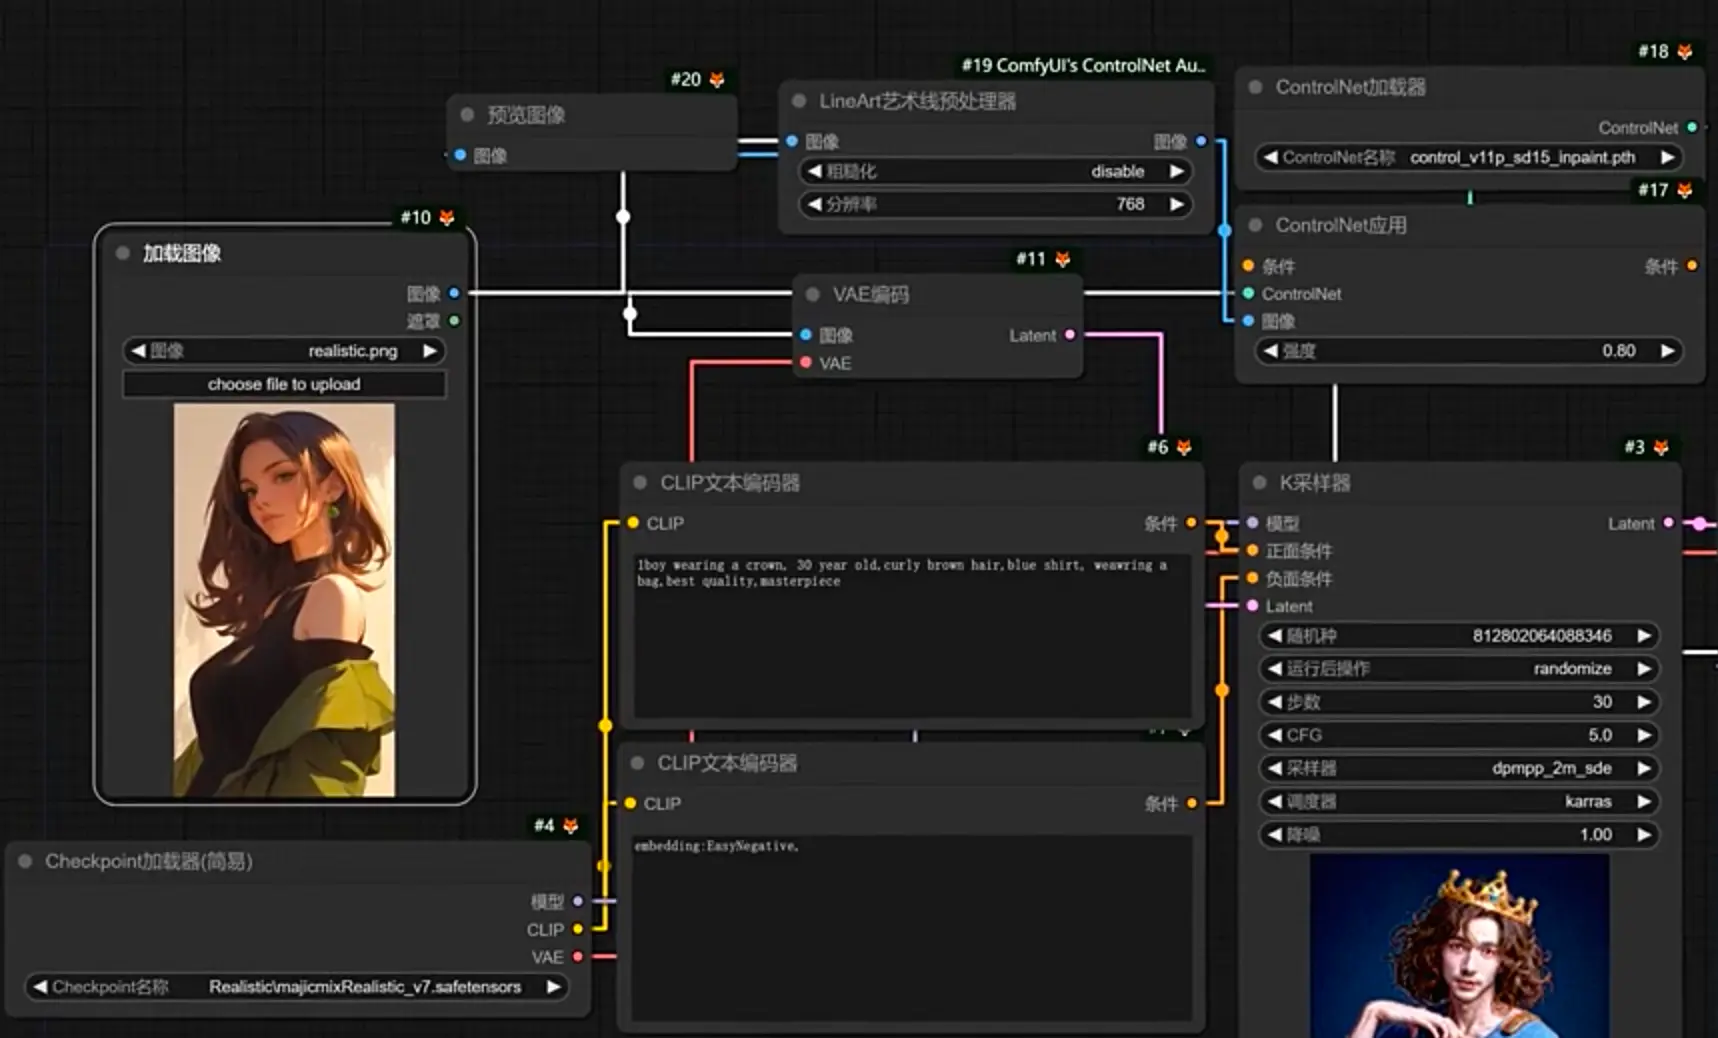 #20
预览图像
图像
#19 ComfyUI's ControlNet Au..
LineArt艺术线预处理器
图像
图像
粗糙化 disable
分辨率 768
#18
ControlNet加载器
ControlNet
ControlNet名称 control_v11p_sd15_inpaint.pth
#17
ControlNet应用
条件
条件
ControlNet
图像
强度 0.80
#10
加载图像
图像
遮罩
图像 realistic.png
choose file to upload
#11
VAE编码
图像
Latent
VAE
#6
CLIP文本编码器
CLIP
条件
1boy wearing a crown, 30 year old,curly brown hair,blue shirt, weawring a
bag,best quality,masterpiece
CLIP文本编码器
CLIP
条件
embedding:EasyNegative,
#3
K采样器
模型
Latent
正面条件
负面条件
Latent
随机种 812802064088346
运行后操作 randomize
步数 30
CFG 5.0
采样器 dpmpp_2m_sde
调度器 karras
降噪 1.00
#4
Checkpoint加载器(简易)
模型
CLIP
VAE
Checkpoint名称 Realistic\majicmixRealistic_v7.safetensors